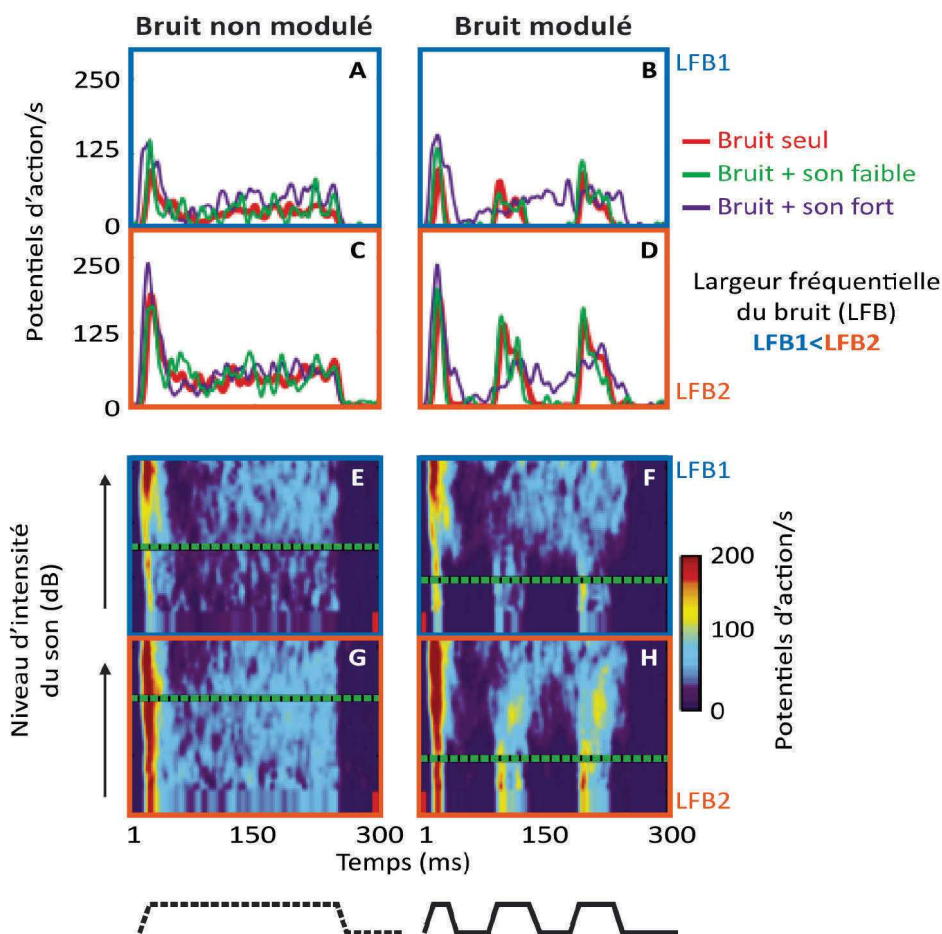 Bruit non modulé
Bruit modulé
Potentiels d'action/s
250
125
0
A
B
LFB1
250
125
0
C
D
LFB2
Bruit seul
Bruit + son faible
Bruit + son fort
Largeur fréquentielle
du bruit (LFB)
LFB1<LFB2
Niveau d'intensité
du son (dB)
E
F
LFB1
G
H
LFB2
200
100
0
Potentiels d'action/s
1
150
300
1
150
300
Temps (ms)